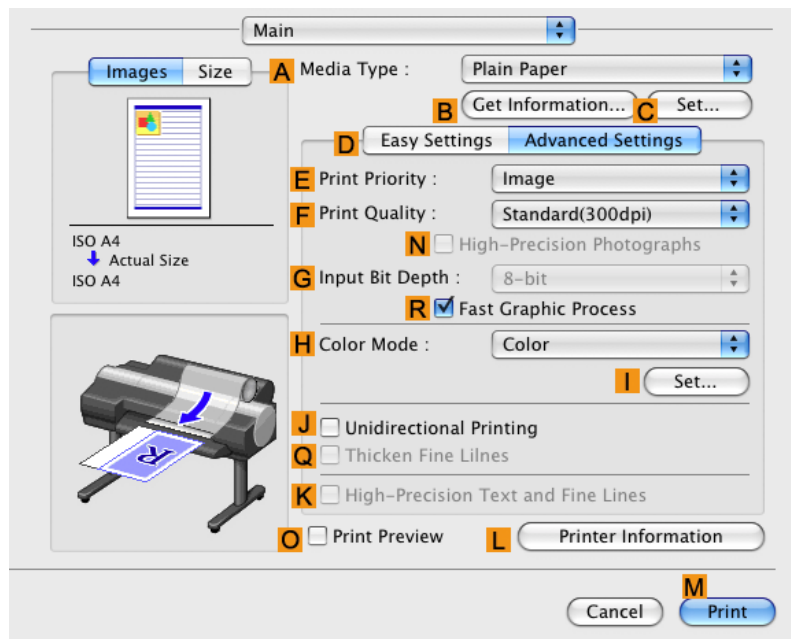 Main
Images Size
A Media Type : Plain Paper
B Get Information... C Set...
D Easy Settings Advanced Settings
E Print Priority : Image
F Print Quality : Standard(300dpi)
N High-Precision Photographs
G Input Bit Depth : 8-bit
R Fast Graphic Process
H Color Mode : Color
I Set...
J Unidirectional Printing
Q Thicken Fine Lilnes
K High-Precision Text and Fine Lines
O Print Preview L Printer Information
ISO A4
Actual Size
ISO A4
R
M
Cancel Print